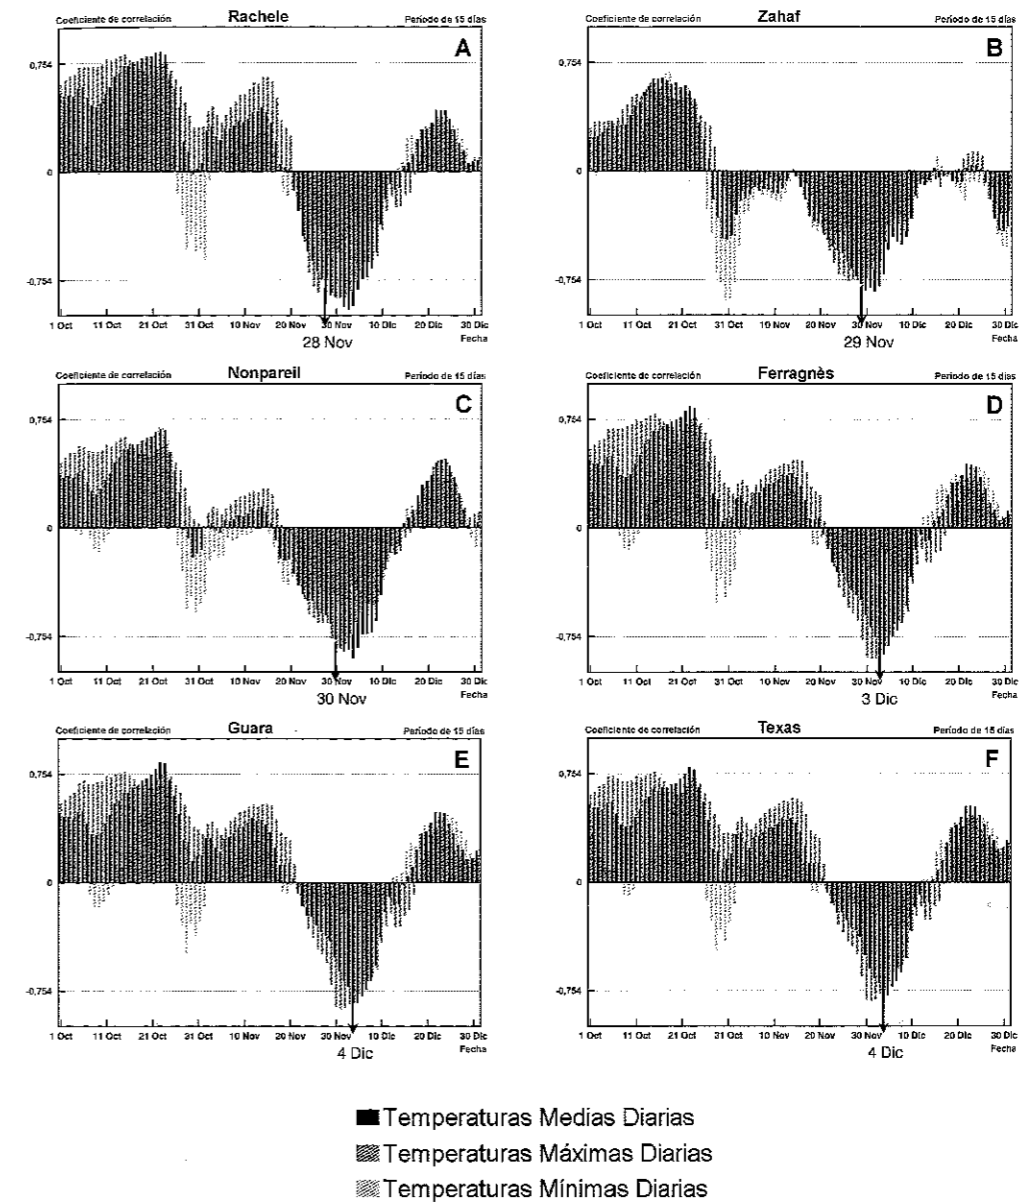 Rachele
Coeficiente de correlación Período de 15 días
A
0,754
0
-0,754
1 Oct 11 Oct 21 Oct 31 Oct 10 Nov 20 Nov 30 Nov 10 Dic 20 Dic 30 Dic
Fecha
28 Nov
Zahaf
Coeficiente de correlación Período de 15 días
B
0,754
0
-0,754
1 Oct 11 Oct 21 Oct 31 Oct 10 Nov 20 Nov 30 Nov 10 Dic 20 Dic 30 Dic
Fecha
29 Nov
Nonpareil
Coeficiente de correlación Período de 15 días
C
0,754
0
-0,754
1 Oct 11 Oct 21 Oct 31 Oct 10 Nov 20 Nov 30 Nov 10 Dic 20 Dic 30 Dic
Fecha
30 Nov
Ferragnès
Coeficiente de correlación Período de 15 días
D
0,754
0
-0,754
1 Oct 11 Oct 21 Oct 31 Oct 10 Nov 20 Nov 30 Nov 10 Dic 20 Dic 30 Dic
Fecha
3 Dic
Guara
Coeficiente de correlación Período de 15 días
E
0,754
0
-0,754
1 Oct 11 Oct 21 Oct 31 Oct 10 Nov 20 Nov 30 Nov 10 Dic 20 Dic 30 Dic
Fecha
4 Dic
Texas
Coeficiente de correlación Período de 15 días
F
0,754
0
-0,754
1 Oct 11 Oct 21 Oct 31 Oct 10 Nov 20 Nov 30 Nov 10 Dic 20 Dic 30 Dic
Fecha
4 Dic
Temperaturas Medias Diarias
Temperaturas Máximas Diarias
Temperaturas Mínimas Diarias